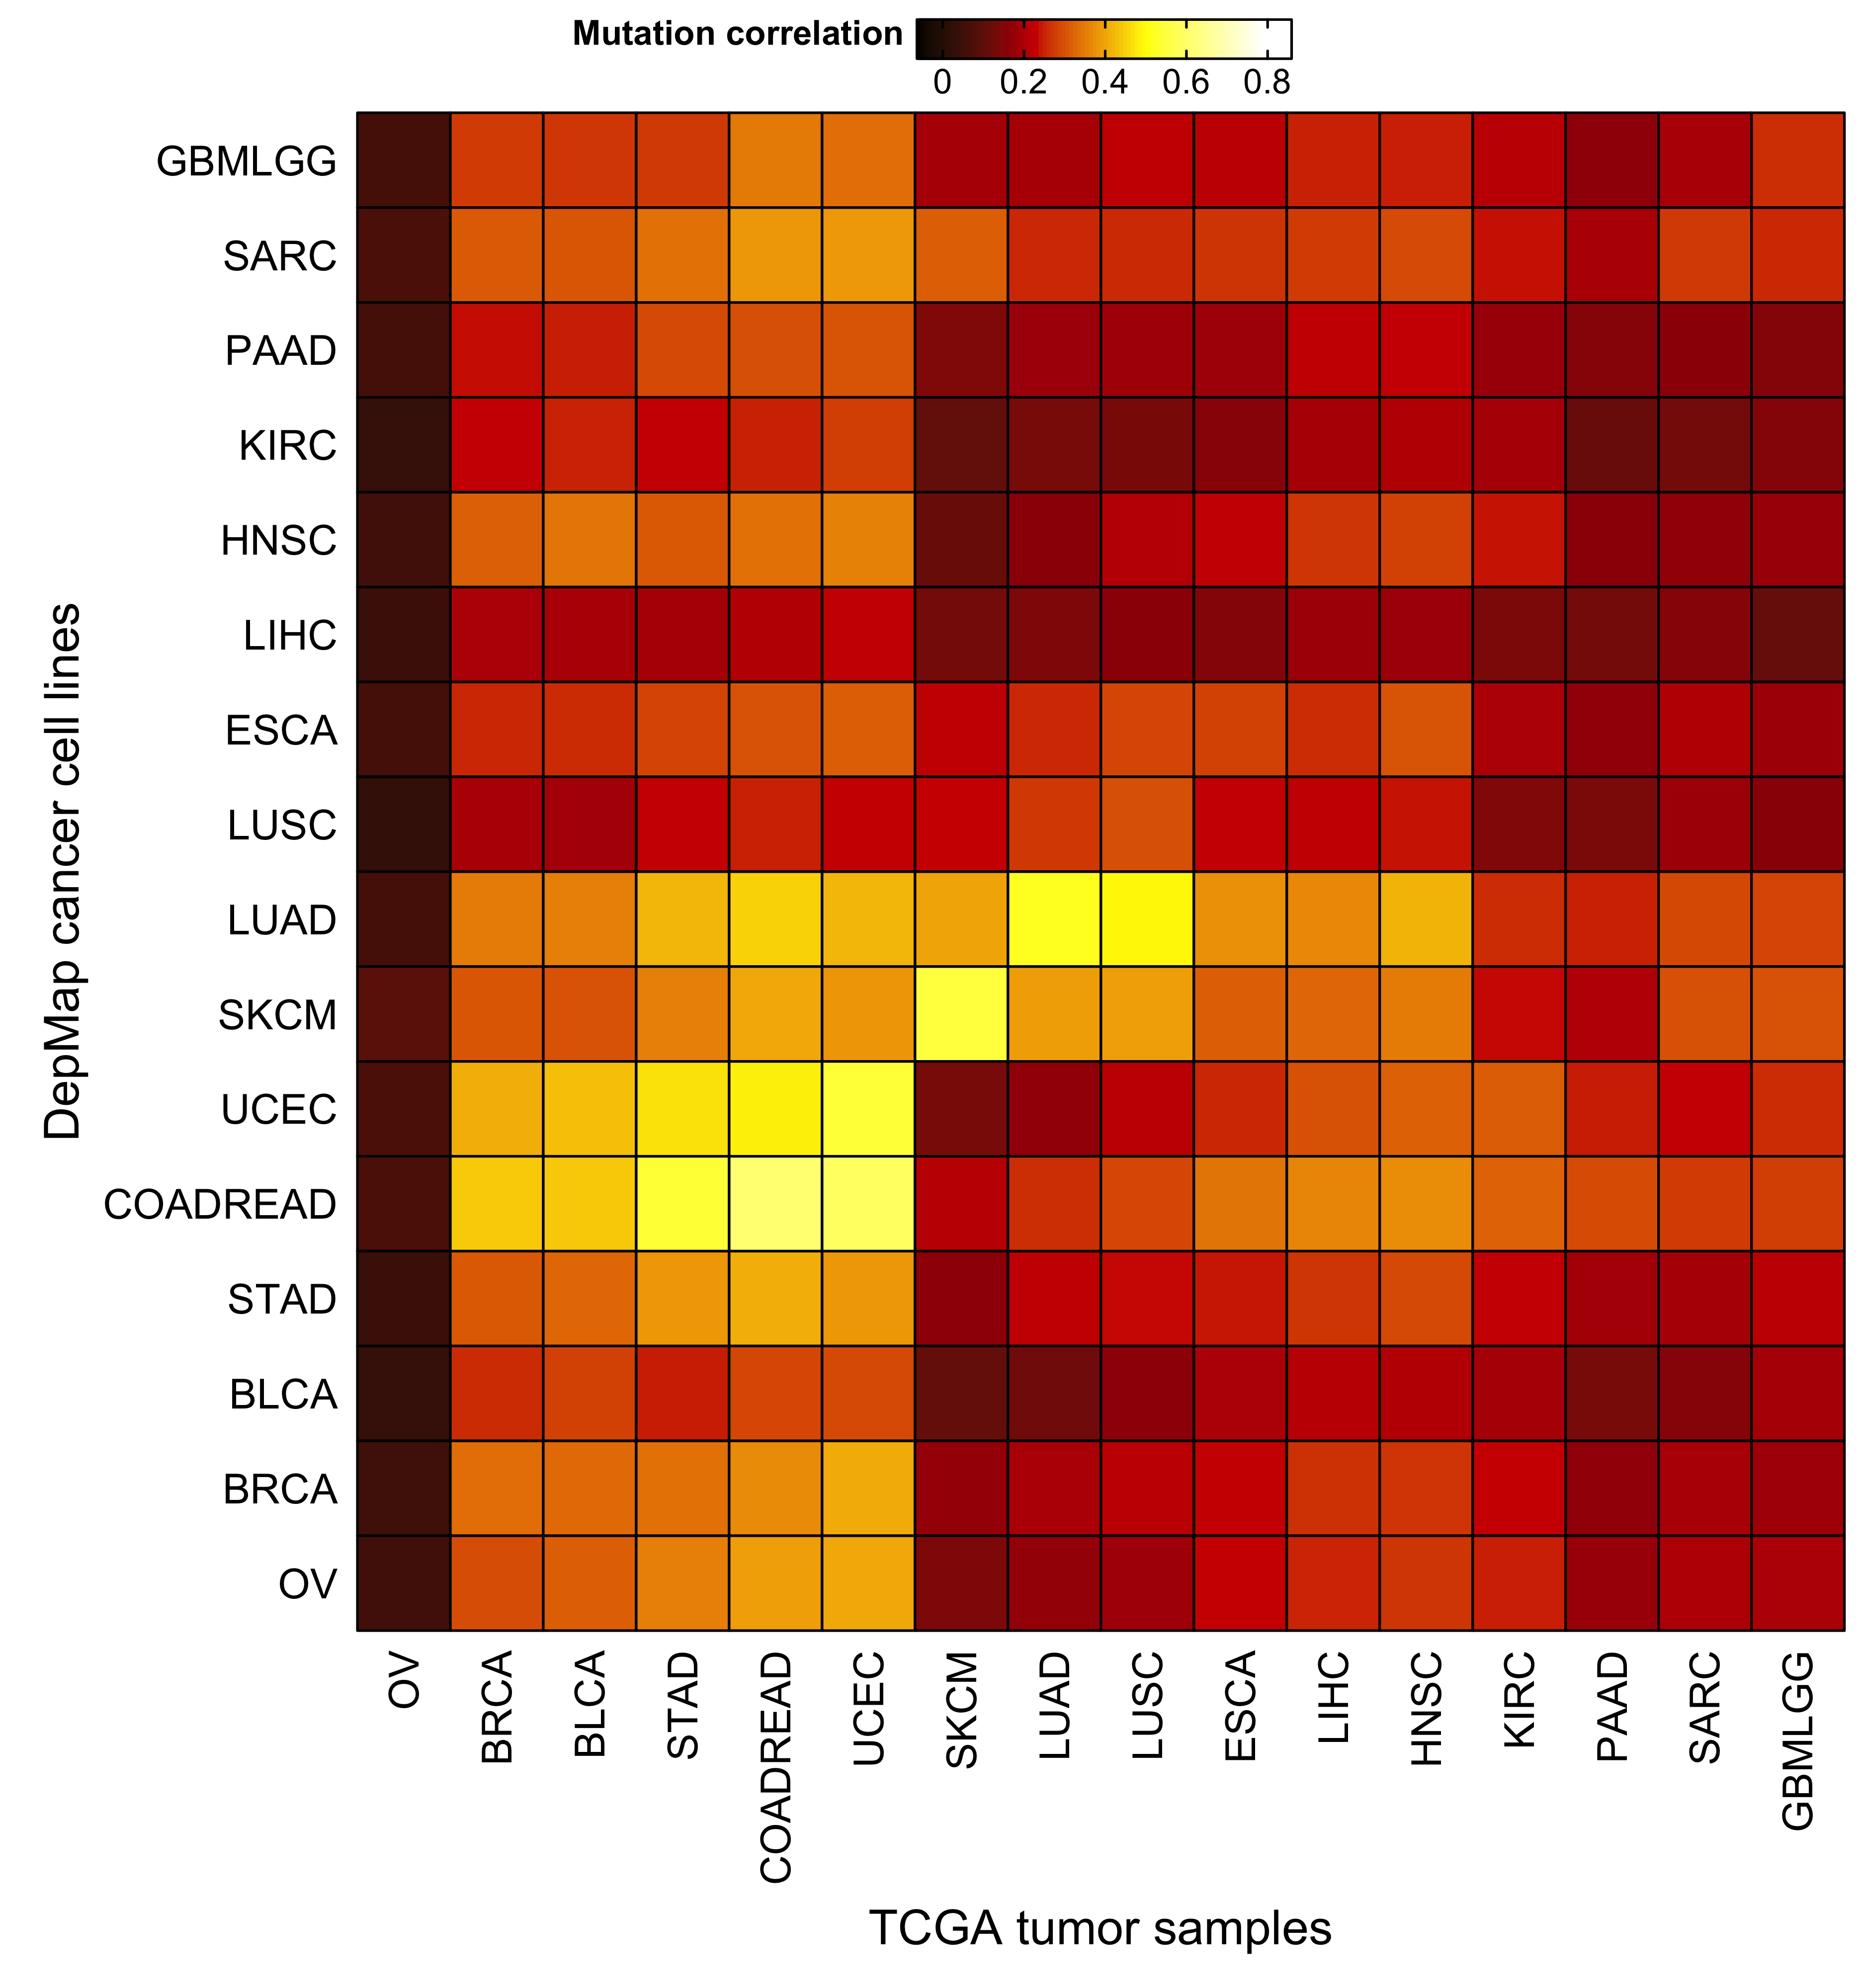 Mutation correlation
0 0.2 0.4 0.6 0.8
DepMap cancer cell lines
GBMLGG
SARC
PAAD
KIRC
HNSC
LIHC
ESCA
LUSC
LUAD
SKCM
UCEC
COADREAD
STAD
BLCA
BRCA
OV
OV
BRCA
BLCA
STAD
COADREAD
UCEC
SKCM
LUAD
LUSC
ESCA
LIHC
HNSC
KIRC
PAAD
SARC
GBMLGG
TCGA tumor samples